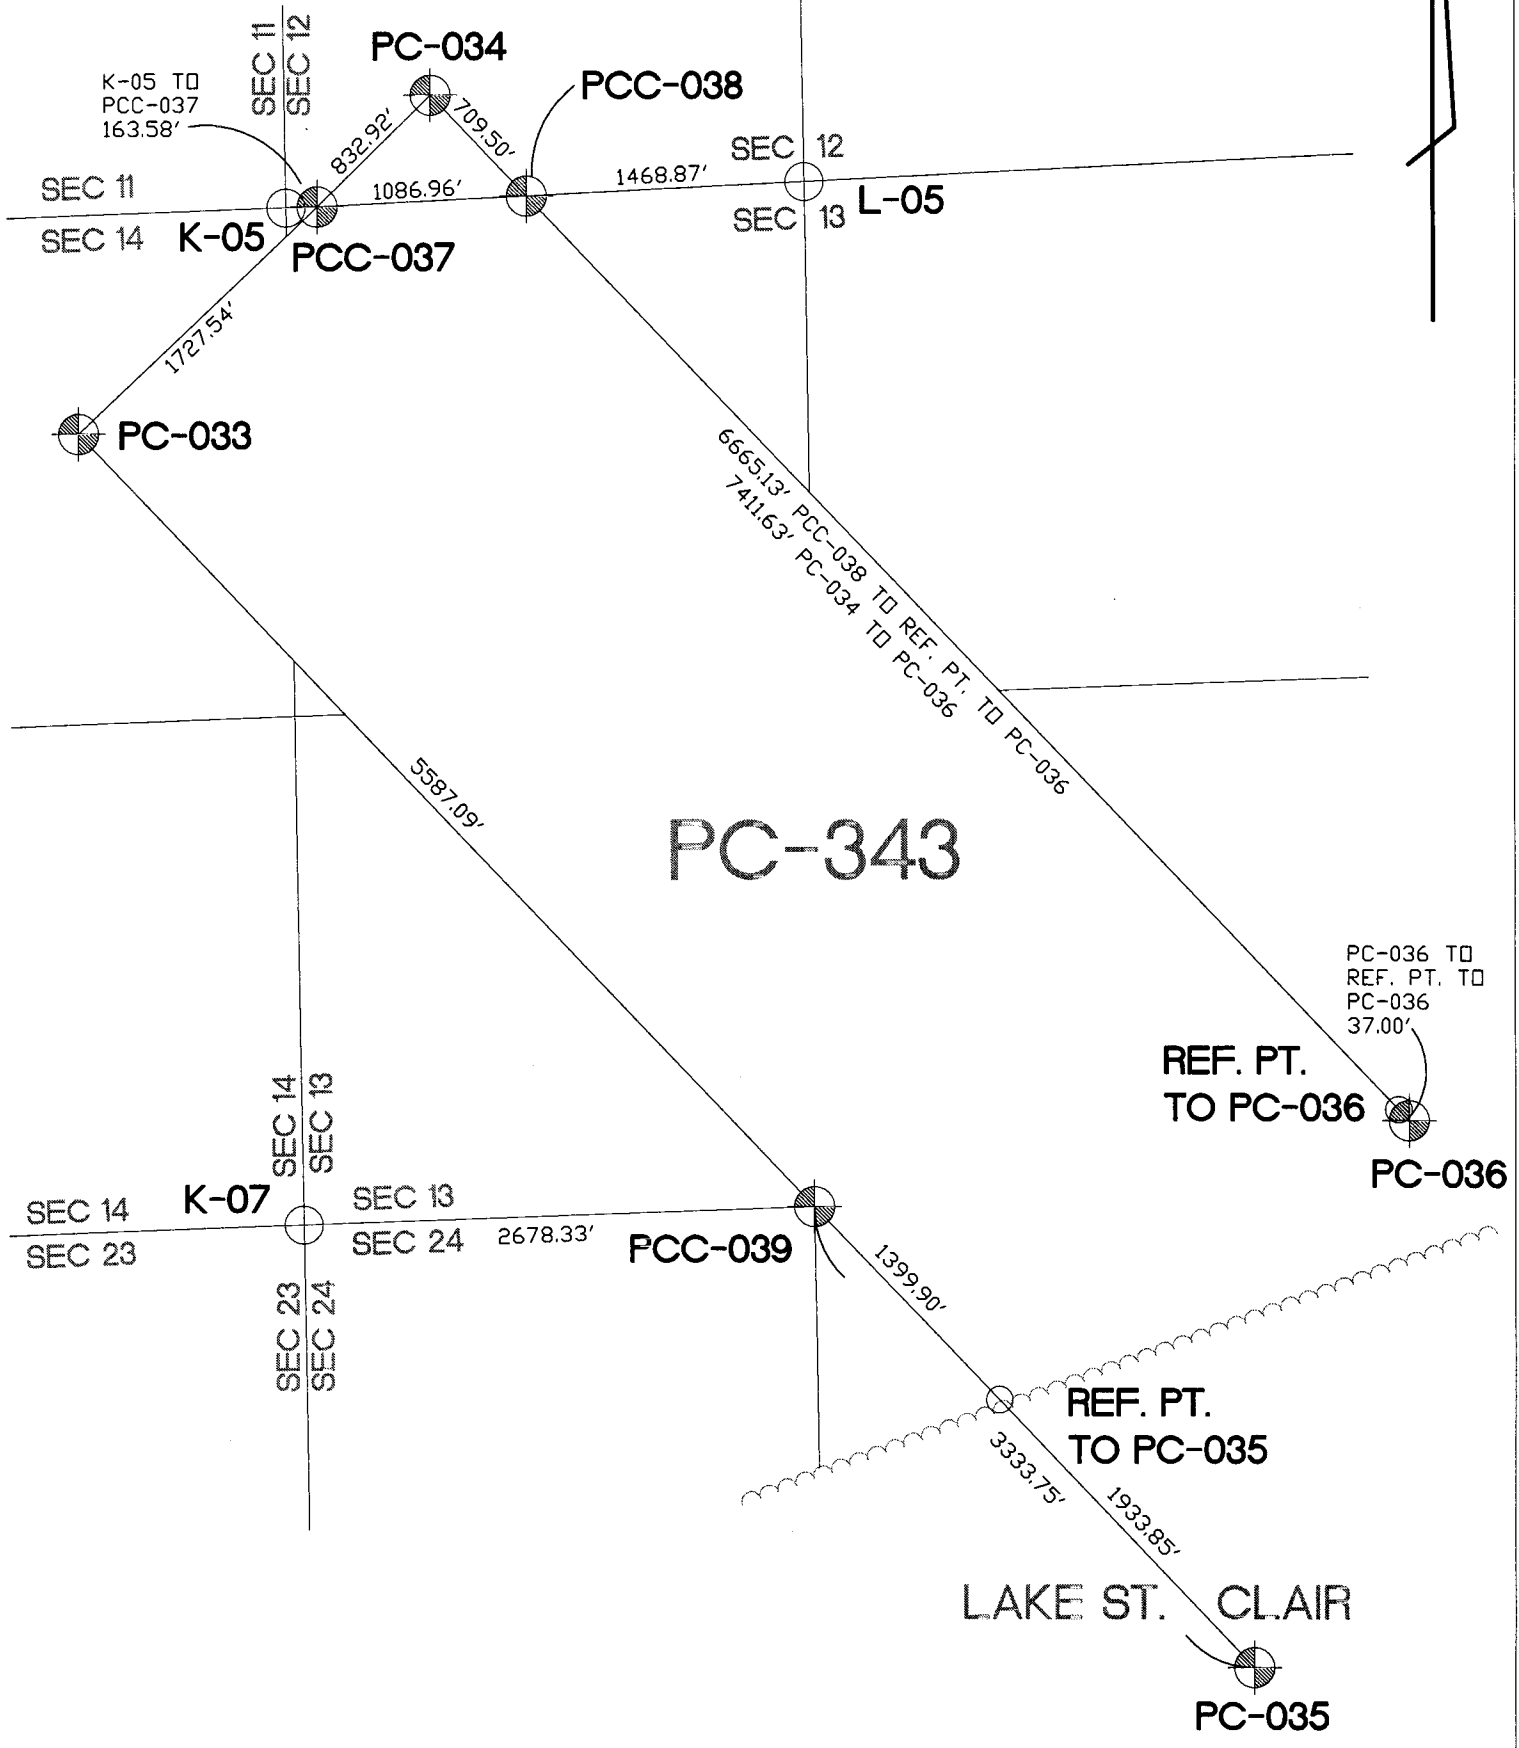 SEC 11
SEC 12
PC-034
K-05 TO
PCC-037
163.58'
PCC-038
832.92'
709.50'
SEC 12
SEC 11
1086.96'
1468.87'
L-05
SEC 14
K-05
SEC 13
PCC-037
1727.54'
PC-033
6665.13' PCC-038 TO REF. PT. TO PC-036
7411.63' PC-034 TO PC-036
5587.09'
PC-343
PC-036 TO
REF. PT. TO
PC-036
37.00'
REF. PT.
TO PC-036
PC-036
SEC 14
SEC 13
K-07
SEC 13
SEC 14
SEC 23
SEC 24
2678.33'
PCC-039
1399.90'
SEC 23
SEC 24
REF. PT.
TO PC-035
3333.75'
1933.85'
LAKE ST. CLAIR
PC-035